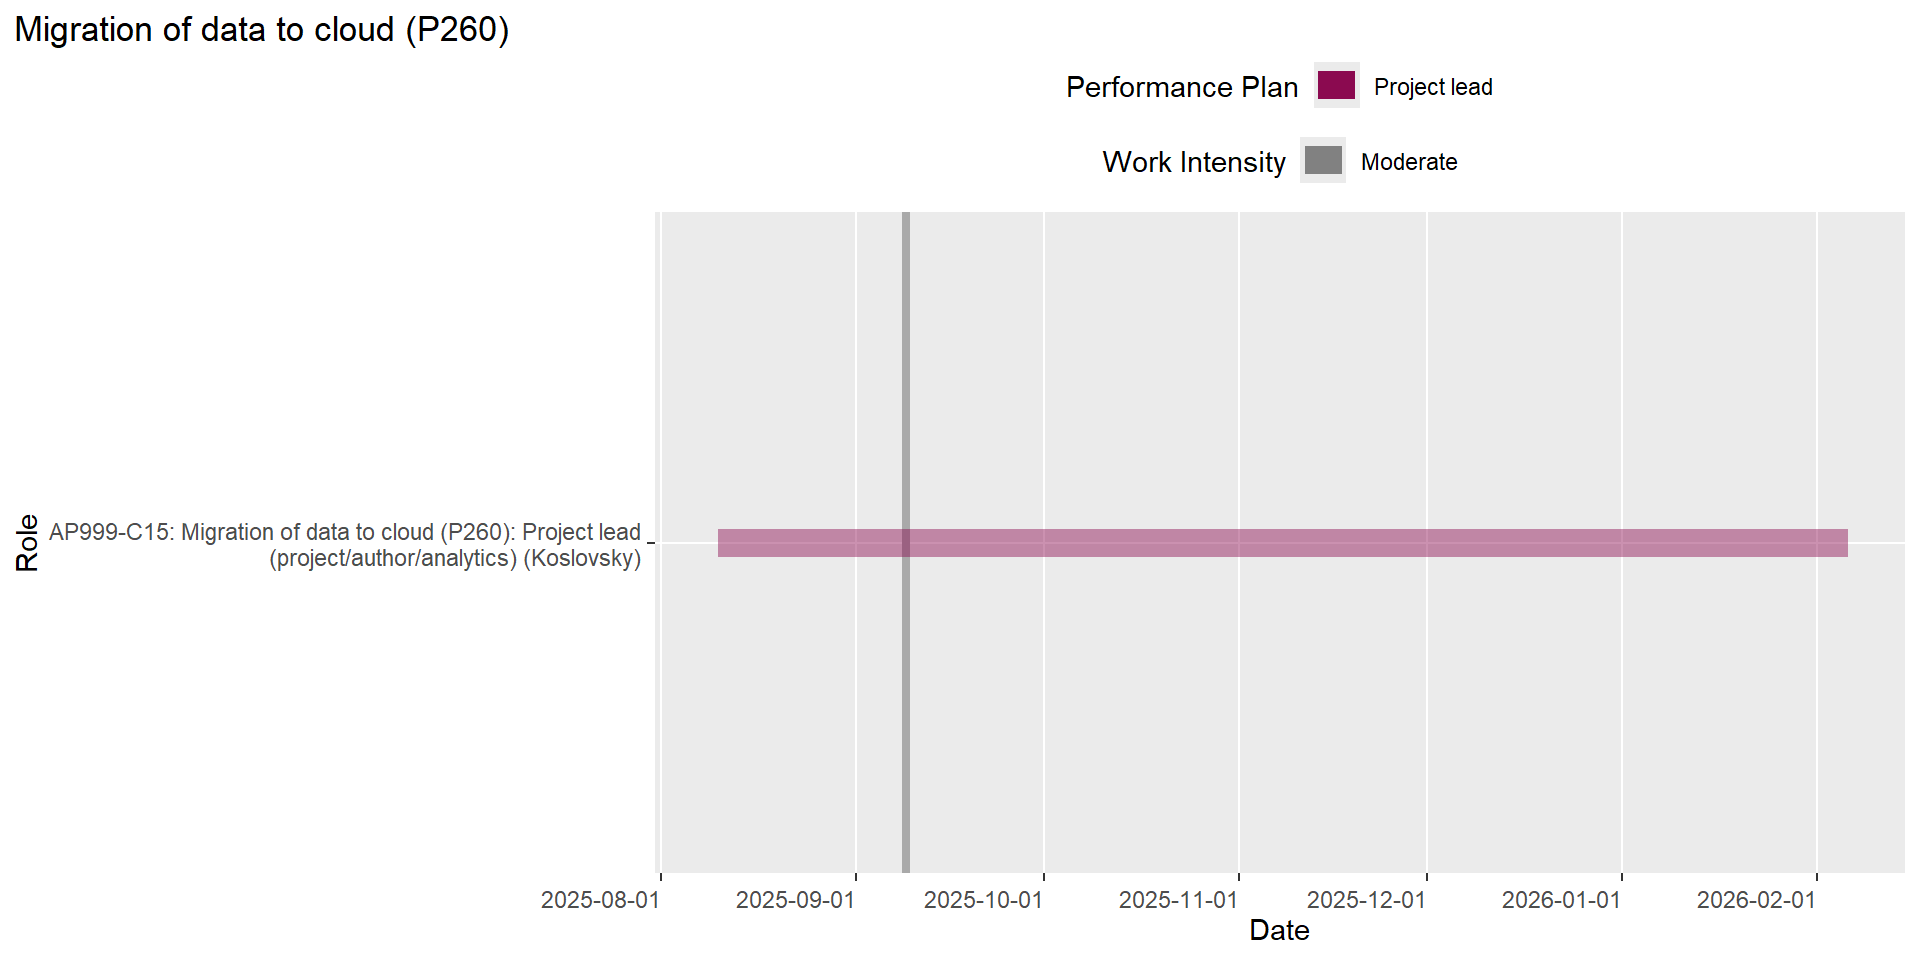 Migration of data to cloud (P260)
Performance Plan
Project lead
Work Intensity
Moderate
Role
AP999-C15: Migration of data to cloud (P260): Project lead
(project/author/analytics) (Koslovsky)
2025-08-01
2025-09-01
2025-10-01
2025-11-01
2025-12-01
2026-01-01
2026-02-01
Date